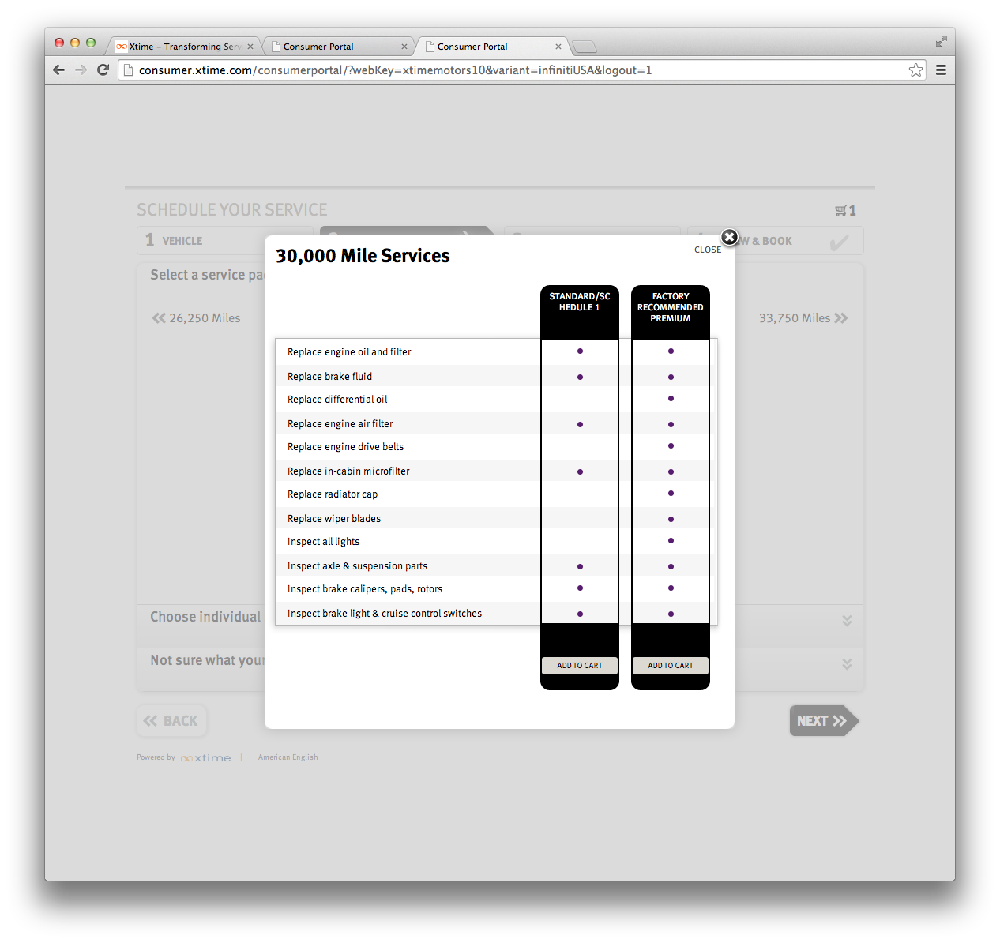 Xtime – Transforming Serv
Consumer Portal
Consumer Portal
consumer.xtime.com/consumerportal/?webKey=xtimemotors10&variant=infinitiUSA&logout=1
SCHEDULE YOUR SERVICE
1
1 VEHICLE
W & BOOK
CLOSE
30,000 Mile Services
Select a service pa
26,250 Miles
33,750 Miles
STANDARD/SC
HEDULE 1
FACTORY
RECOMMENDED
PREMIUM
Replace engine oil and filter
Replace brake fluid
Replace differential oil
Replace engine air filter
Replace engine drive belts
Replace in-cabin microfilter
Replace radiator cap
Replace wiper blades
Inspect all lights
Inspect axle & suspension parts
Inspect brake calipers, pads, rotors
Inspect brake light & cruise control switches
Choose individual
Not sure what your
ADD TO CART
ADD TO CART
BACK
NEXT
Powered by xtime | American English